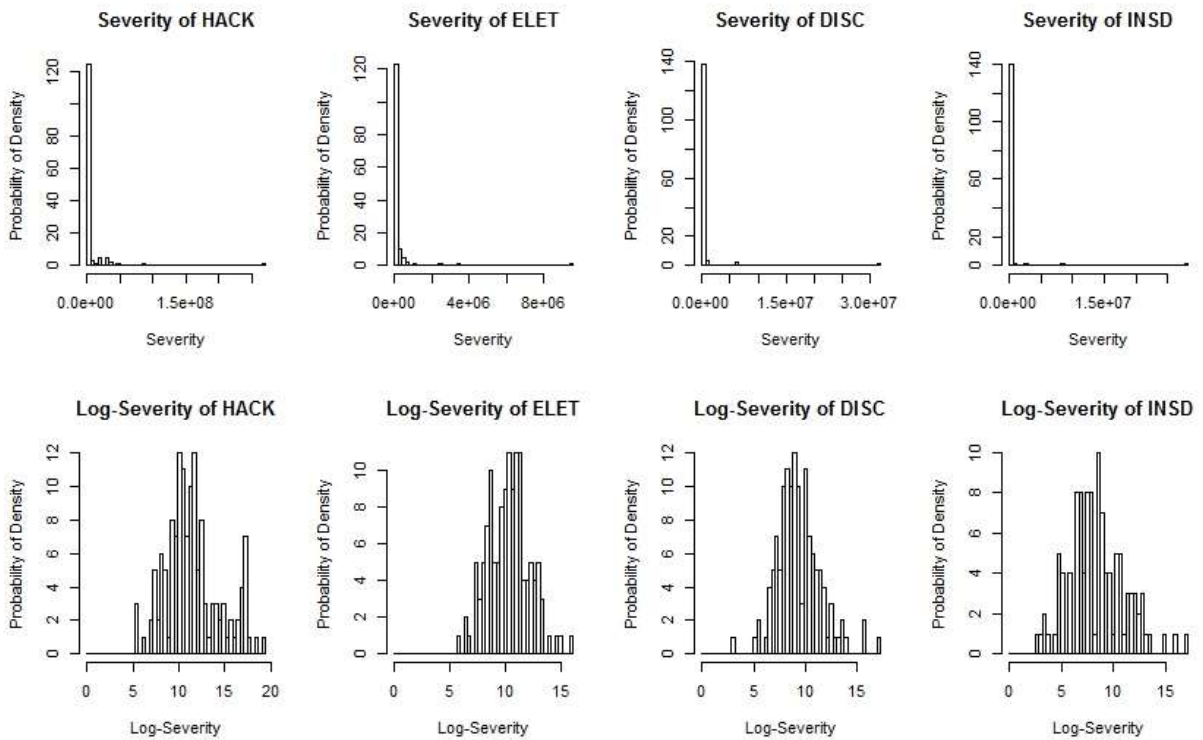 Severity of HACK
Severity of ELET
Severity of DISC
Severity of INSD
Probability of Density
0 20 40 60 80 120
0.0e+00 1.5e+08
Severity
Probability of Density
0 20 40 60 80 120
0e+00 4e+06 8e+06
Severity
Probability of Density
0 20 60 100 140
0.0e+00 1.5e+07 3.0e+07
Severity
Probability of Density
0 20 60 100 140
0.0e+00 1.5e+07
Severity
Log-Severity of HACK
Log-Severity of ELET
Log-Severity of DISC
Log-Severity of INSD
Probability of Density
0 2 4 6 8 10 12
0 5 10 15 20
Log-Severity
Probability of Density
0 2 4 6 8 10
0 5 10 15
Log-Severity
Probability of Density
0 2 4 6 8 10 12
0 5 10 15
Log-Severity
Probability of Density
0 2 4 6 8 10
0 5 10 15
Log-Severity